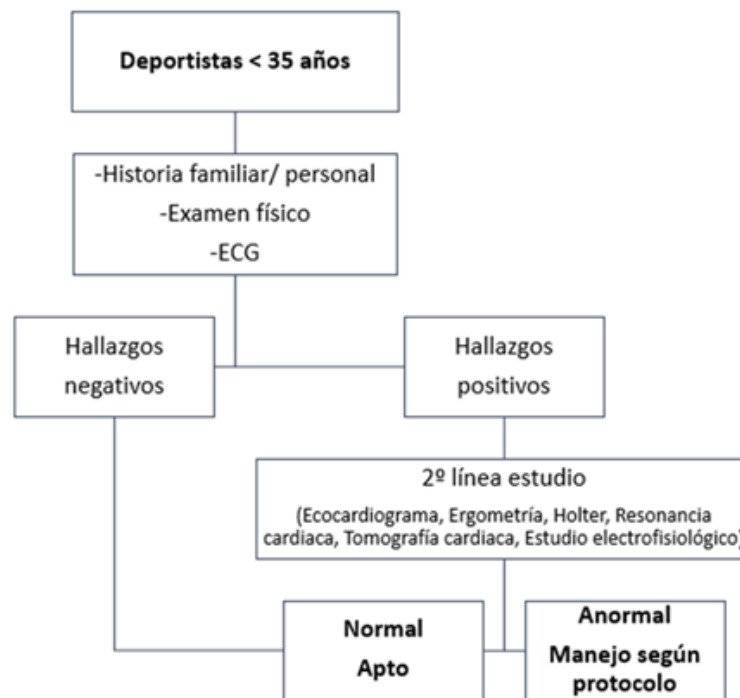 Deportistas < 35 años
-Historia familiar/ personal
-Examen físico
-ECG
Hallazgos
negativos
Hallazgos
positivos
2º línea estudio
(Ecocardiograma, Ergometría, Holter, Resonancia
cardiaca, Tomografía cardiaca, Estudio electrofisiológico)
Normal
Apto
Anormal
Manejo según
protocolo